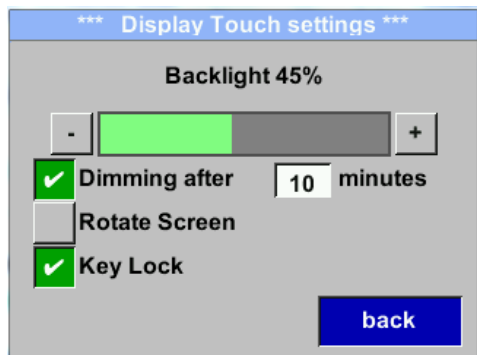 *** Display Touch settings ***
Backlight 45%
- +
Dimming after 10 minutes
Rotate Screen
Key Lock
back